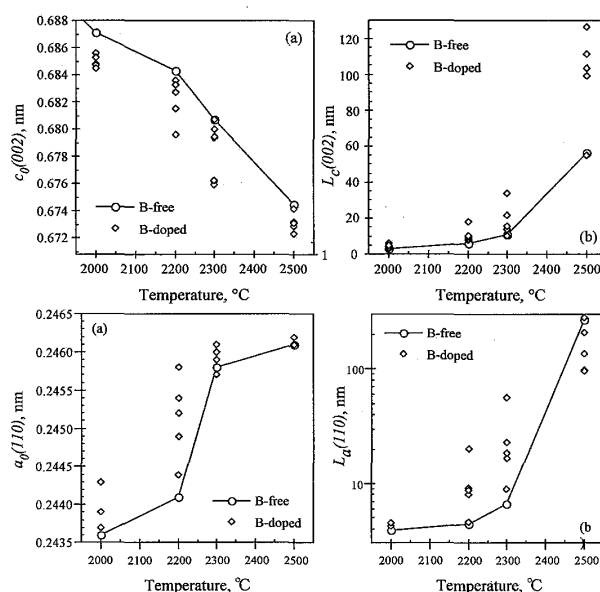 (a)
0.688
0.686
0.684
0.682
0.680
0.678
0.676
0.674
0.672
c0(002), nm
B-free
B-doped
2000 2100 2200 2300 2400 2500
1
Temperature, °C
120
100
80
60
40
20
0
Lc(002), nm
B-free
B-doped
(b)
2000 2100 2200 2300 2400 2500
Temperature, °C
(a)
0.2465
0.2460
0.2455
0.2450
0.2445
0.2440
0.2435
a0(110), nm
B-free
B-doped
2000 2100 2200 2300 2400 2500
Temperature, °C
100
10
La(110), nm
B-free
B-doped
(b
2000 2100 2200 2300 2400 2500
Temperature, °C